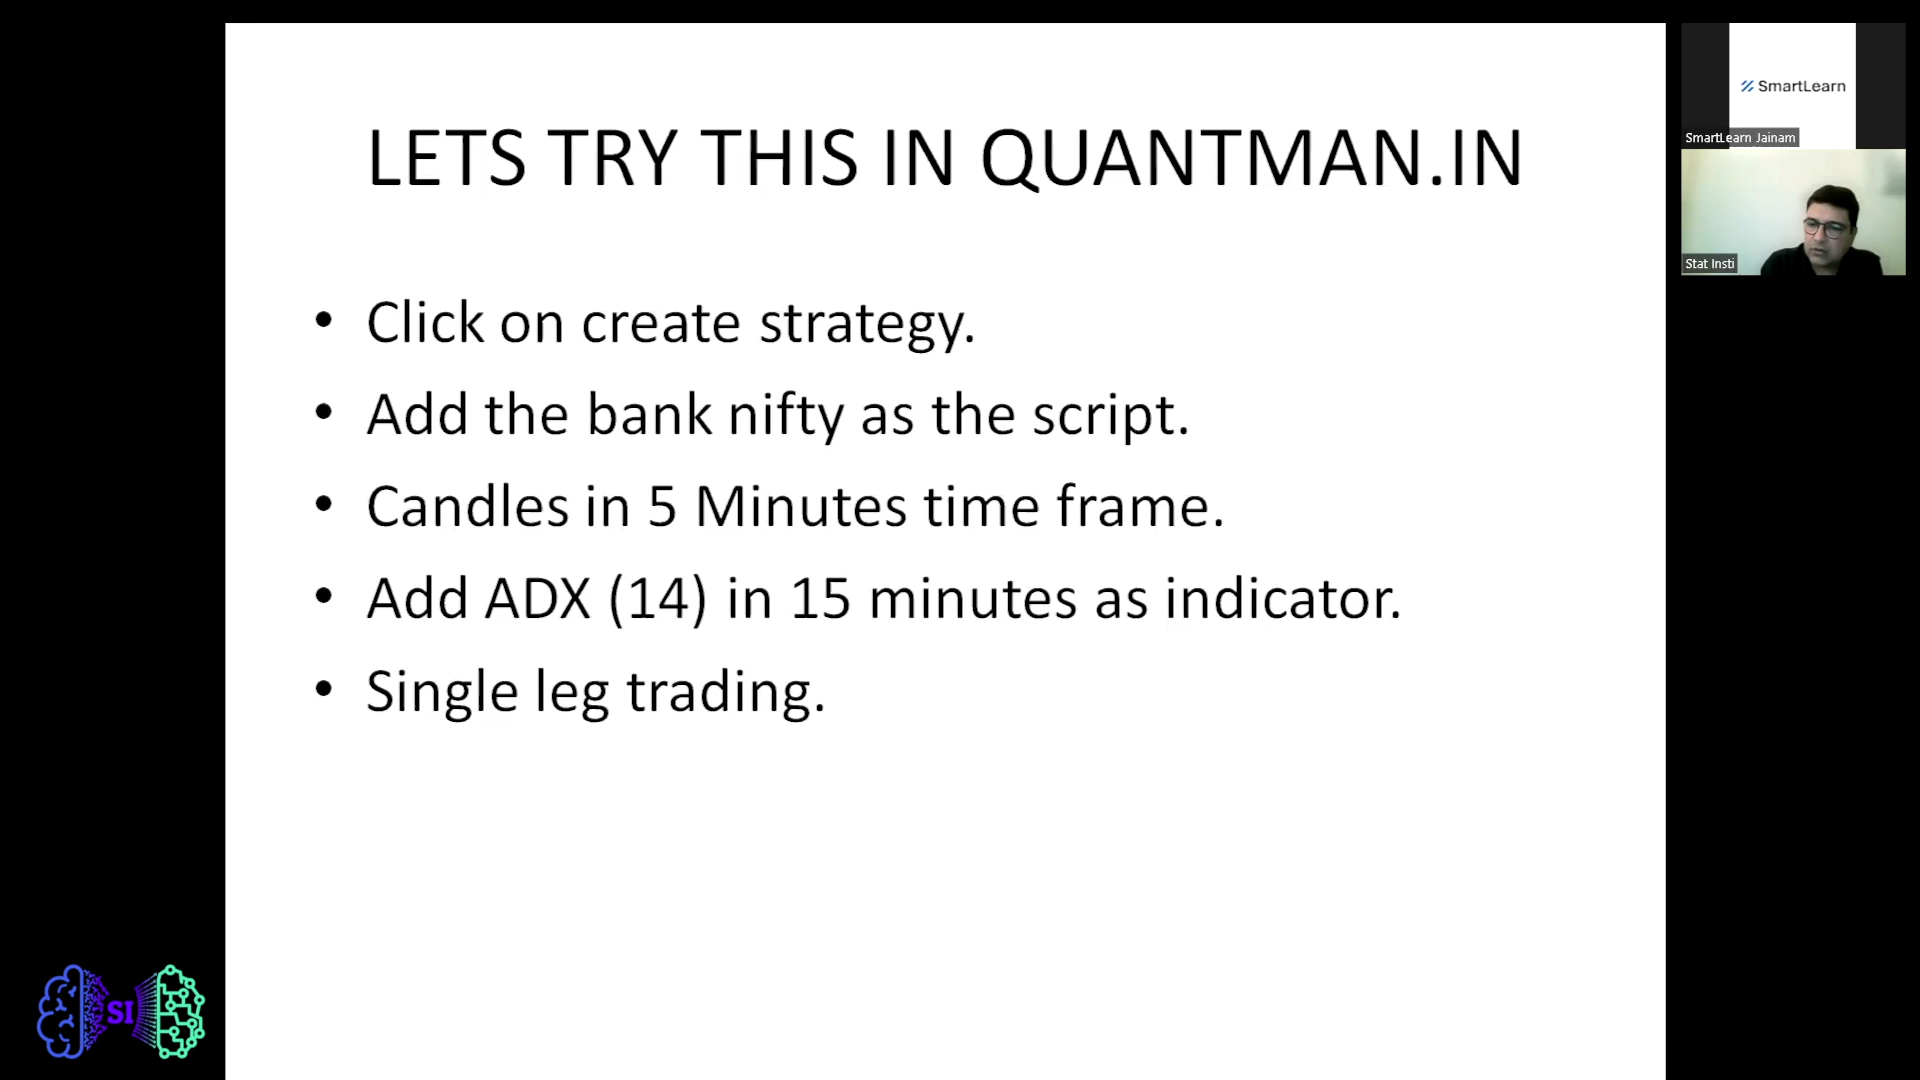 LETS TRY THIS IN QUANTMAN.IN
• Click on create strategy.
• Add the bank nifty as the script.
• Candles in 5 Minutes time frame.
• Add ADX (14) in 15 minutes as indicator.
• Single leg trading.
SmartLearn
SmartLearn Jainam
Stat Insti
SI